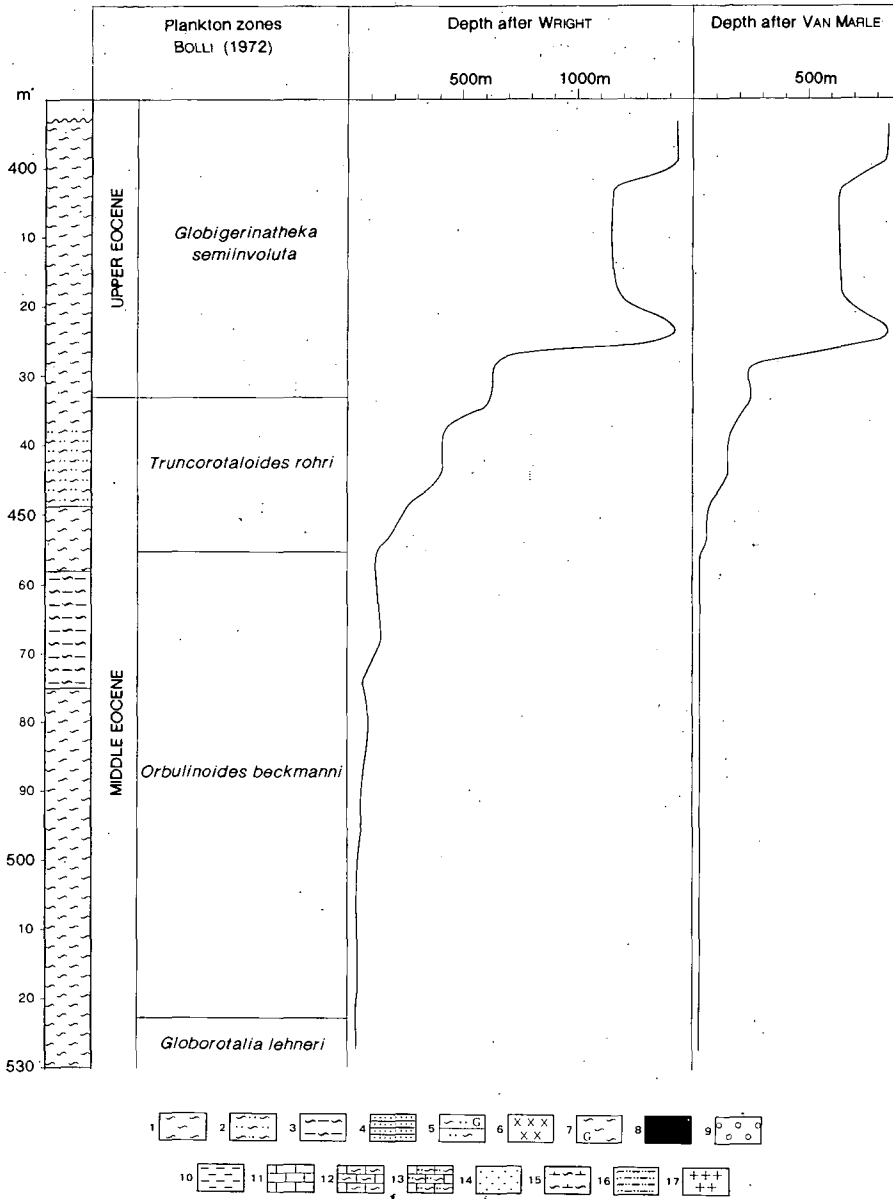 Plankton zones
BOLLI (1972)
Depth after WRIGHT
Depth after VAN MARLE
500m
1000m
500m
m
400
10
20
30
40
450
60
70
80
90
500
10
20
530
UPPER EOCENE
MIDDLE EOCENE
Globigerinatheka
semiinvoluta
Truncorotaloides rohri
Orbulinoides beckmanni
Globorotalia lehneri
1
2
3
4
5
G
6
X X X
X X
7
G
8
9
10
11
12
13
14
15
16
17